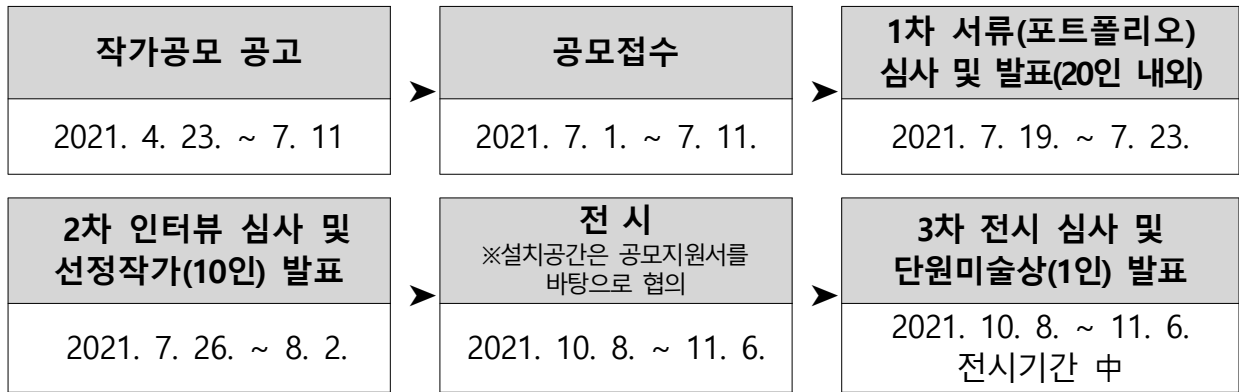 작가공모 공고
2021. 4. 23. ~ 7. 11
➤
공모접수
2021. 7. 1. ~ 7. 11.
➤
1차 서류(포트폴리오)
심사 및 발표(20인 내외)
2021. 7. 19. ~ 7. 23.
2차 인터뷰 심사 및
선정작가(10인) 발표
2021. 7. 26. ~ 8. 2.
➤
전 시
※설치공간은 공모지원서를
바탕으로 협의
2021. 10. 8. ~ 11. 6.
➤
3차 전시 심사 및
단원미술상(1인) 발표
2021. 10. 8. ~ 11. 6.
전시기간 中